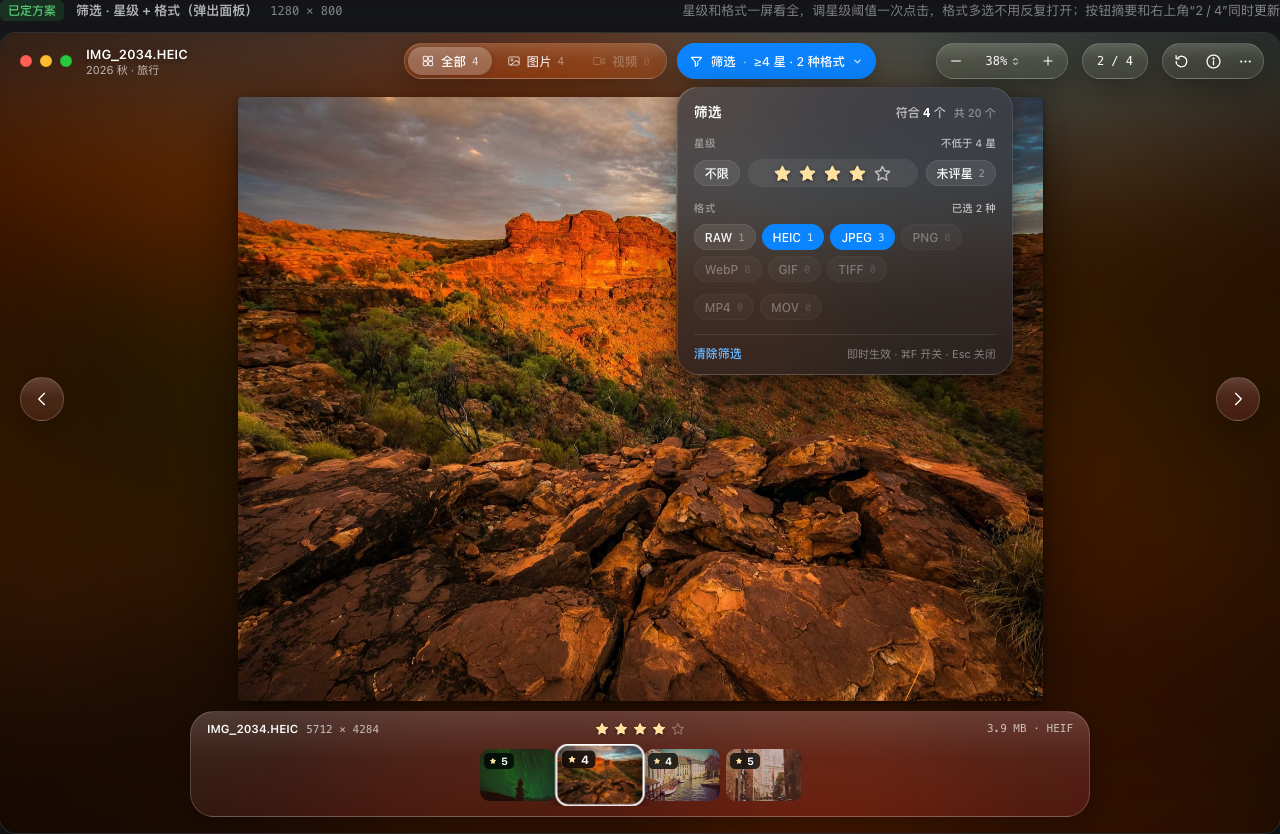 已定方案 筛选 · 星级 + 格式（弹出面板） 1280 × 800 星级和格式一屏看全，调星级阈值一次点击，格式多选不用反复打开；按钮摘要和右上角“2 / 4”同时更新
IMG_2034.HEIC
2026 秋 · 旅行
全部 4 图片 4 视频 0
筛选 · ≥4 星 · 2 种格式
38%
2 / 4
筛选 符合 4 个 共 20 个
星级 不低于 4 星
不限 未评星 2
格式 已选 2 种
RAW 1 HEIC 1 JPEG 3 PNG 0
WebP 0 GIF 0 TIFF 0
MP4 0 MOV 0
清除筛选 即时生效 · ⌘F 开关 · Esc 关闭
IMG_2034.HEIC 5712 × 4284 3.9 MB · HEIF
5 4 4 5